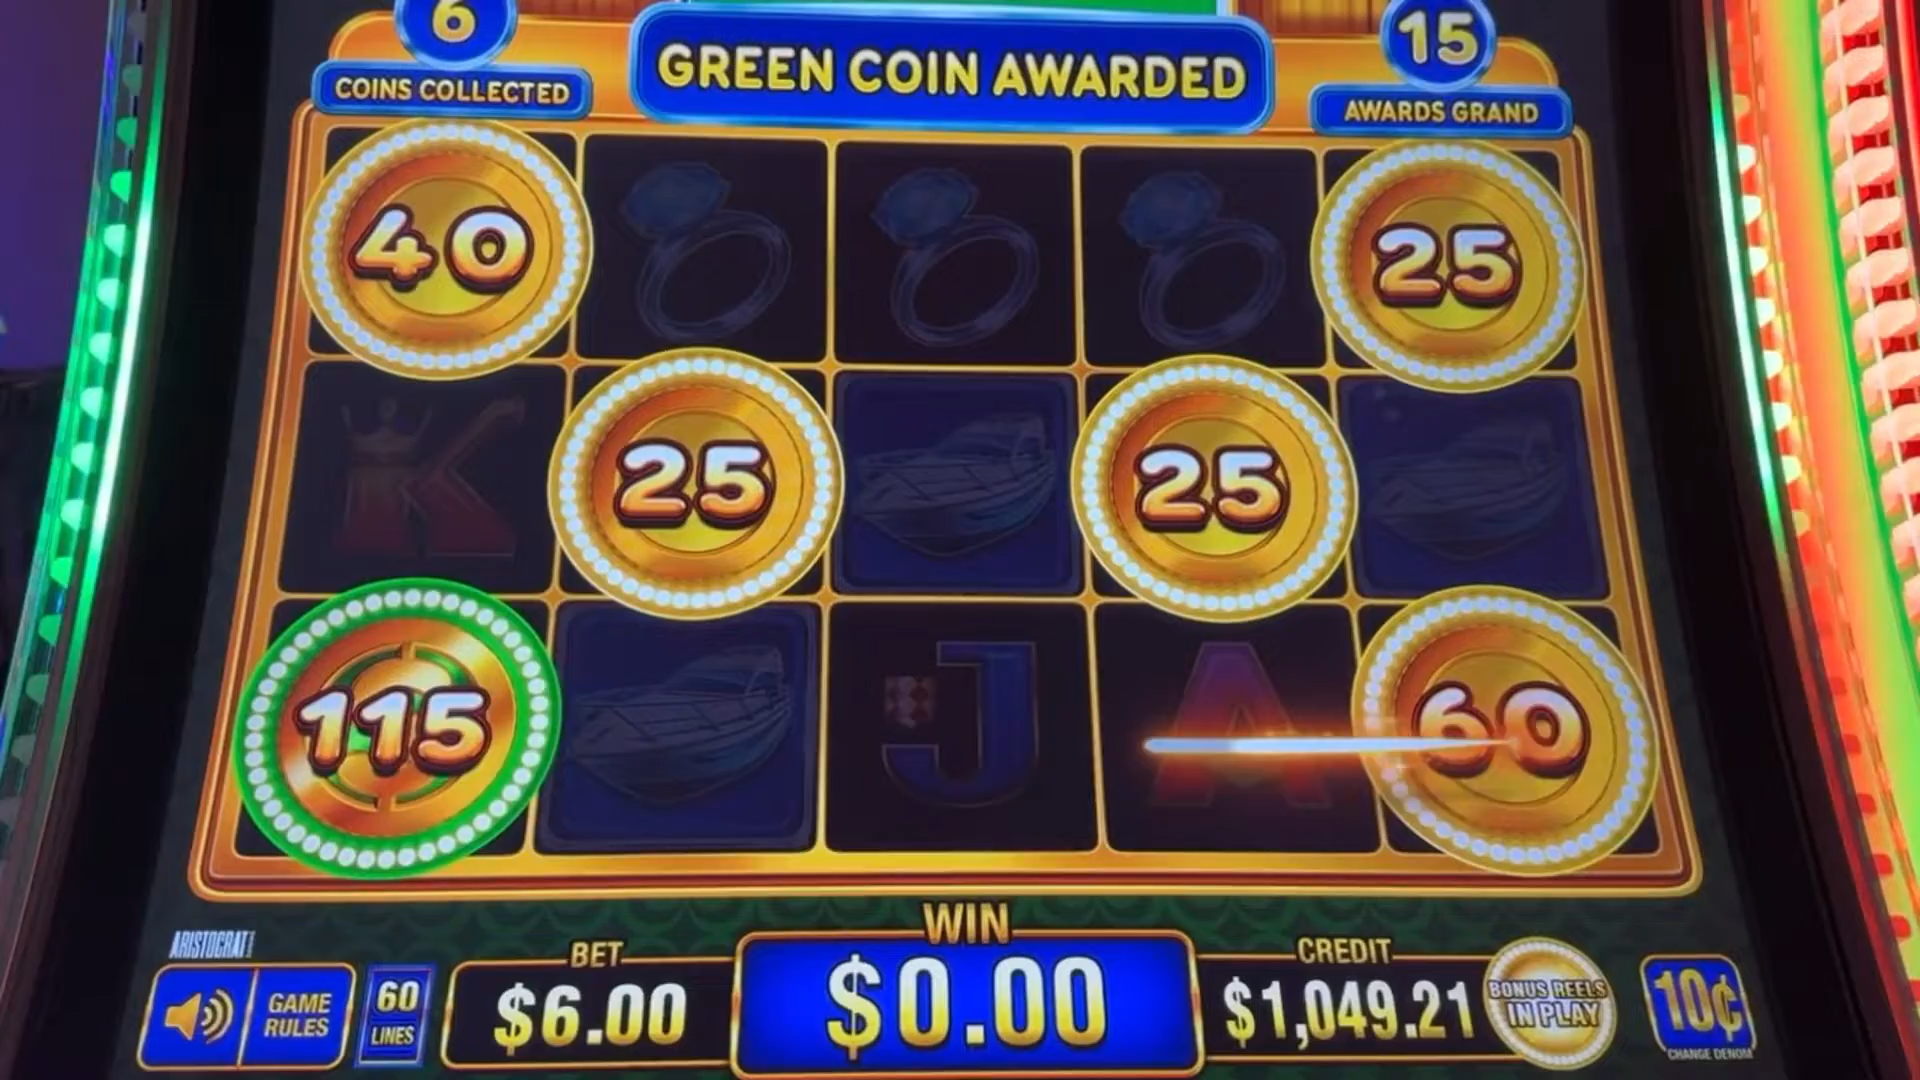 6
COINS COLLECTED
GREEN COIN AWARDED
15
AWARDS GRAND
40
25
K
25
25
115
J
A
60
ARISTOCRAT
GAME
RULES
60
LINES
BET
$6.00
WIN
$0.00
CREDIT
$1,049.21
BONUS REELS
IN PLAY
10¢
CHANGE DENOM